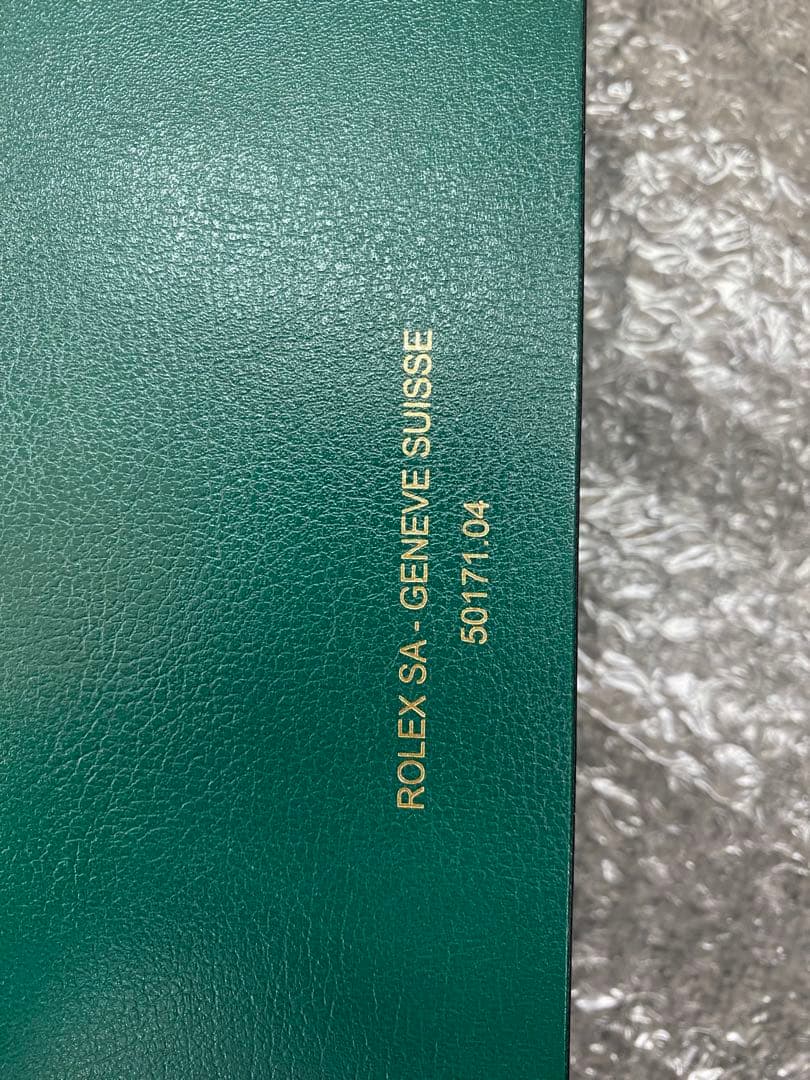 ROLEX SA - GENEVE SUISSE
50171.04